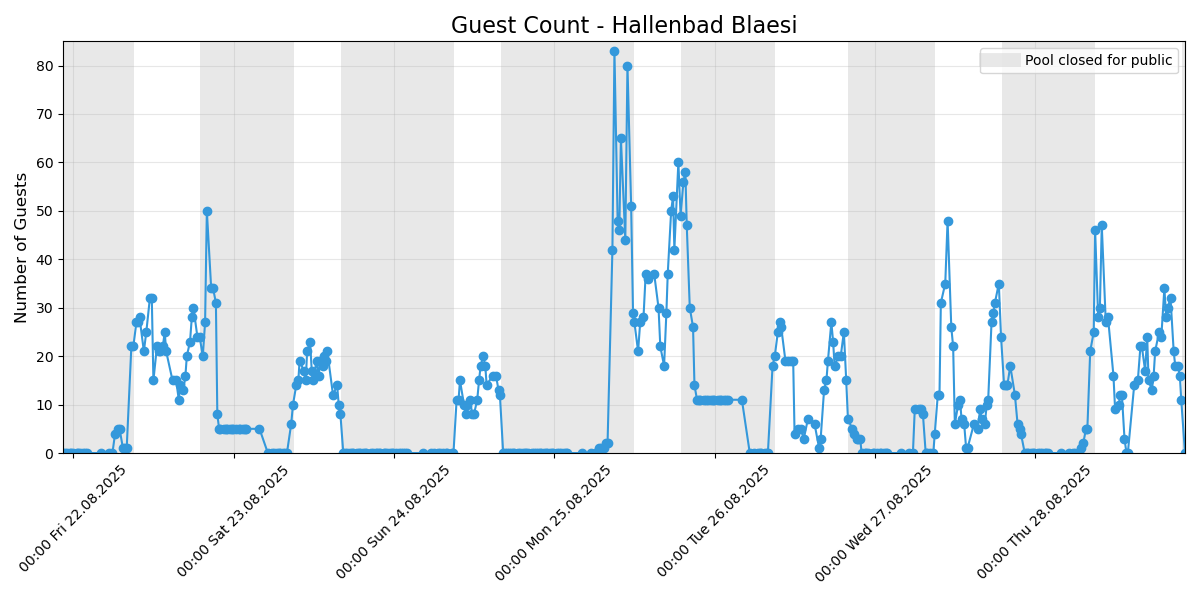 Guest Count - Hallenbad Blaesi
Pool closed for public
Number of Guests
80
70
60
50
40
30
20
10
0
00:00 Fri 22.08.2025
00:00 Sat 23.08.2025
00:00 Sun 24.08.2025
00:00 Mon 25.08.2025
00:00 Tue 26.08.2025
00:00 Wed 27.08.2025
00:00 Thu 28.08.2025